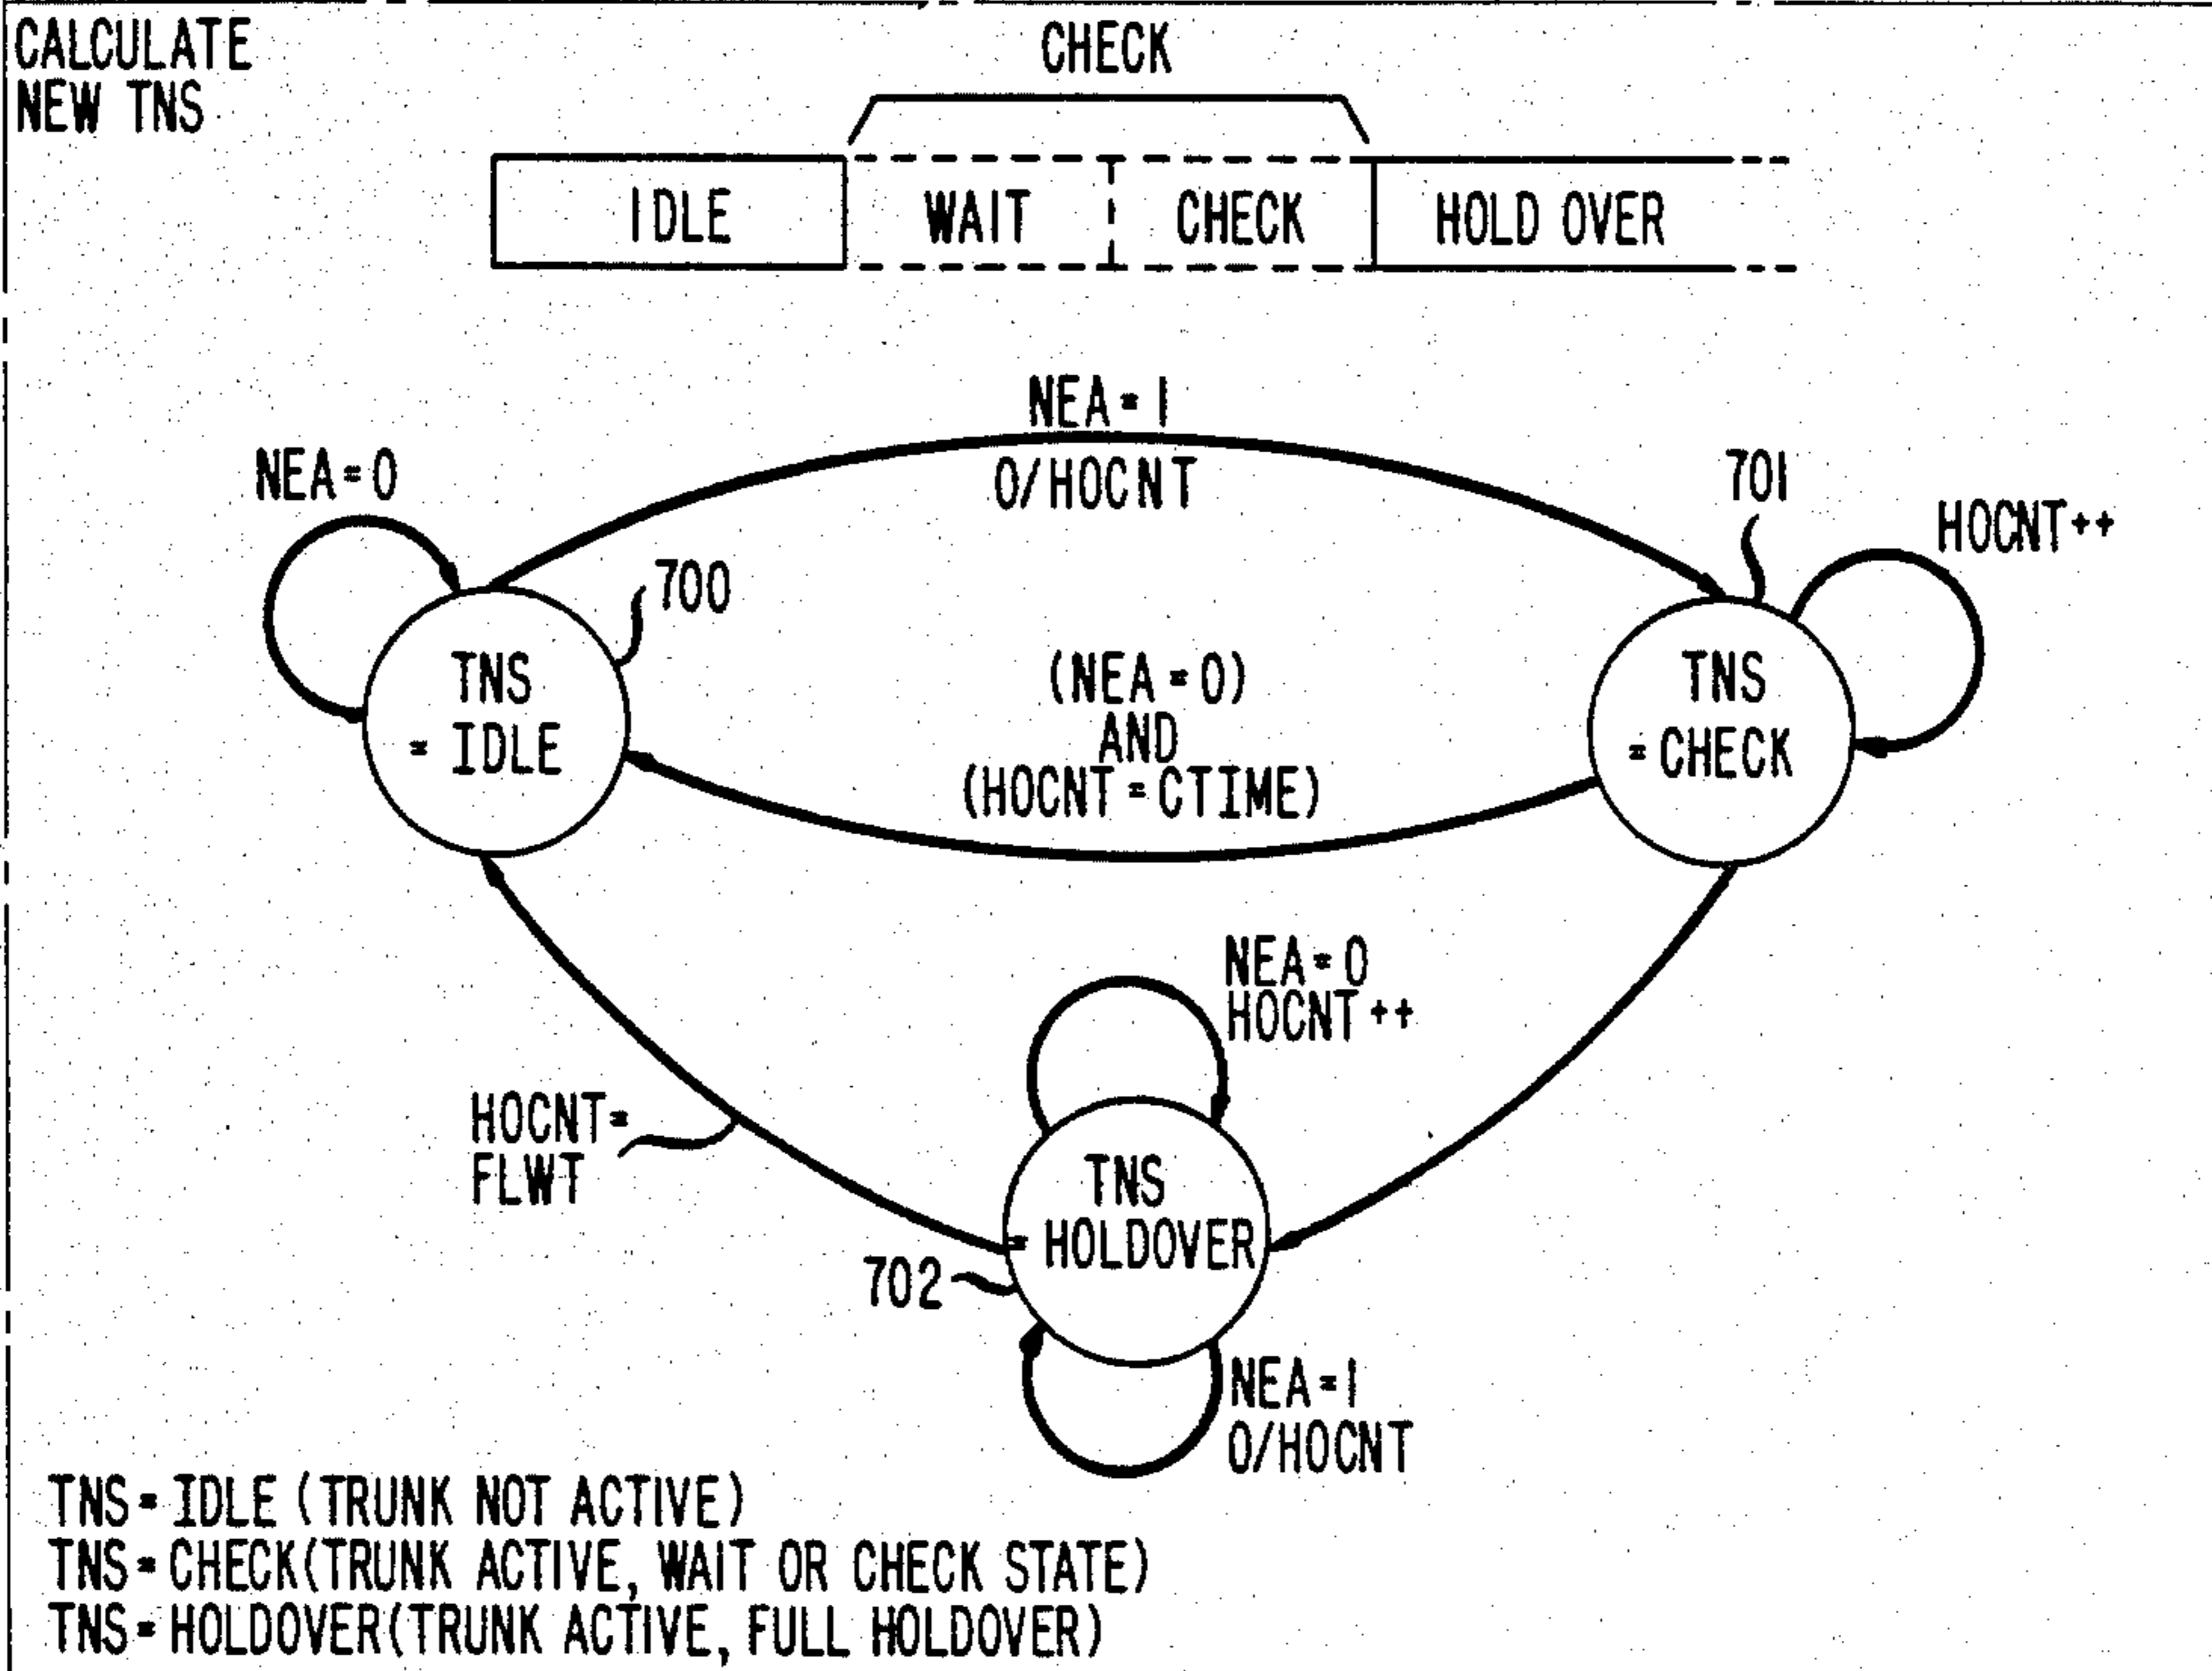 CALCULATE
NEW TNS
CHECK
IDLE
WAIT
CHECK
HOLD OVER
NEA=1
0/HOCNT
NEA=0
701
HOCNT++
700
TNS
= IDLE
(NEA=0)
AND
(HOCNT=CTIME)
TNS
=CHECK
NEA=0
HOCNT++
HOCNT=
FLWT
TNS
= HOLDOVER
702
NEA=1
0/HOCNT
TNS=IDLE (TRUNK NOT ACTIVE)
TNS=CHECK(TRUNK ACTIVE, WAIT OR CHECK STATE)
TNS=HOLDOVER(TRUNK ACTIVE, FULL HOLDOVER)